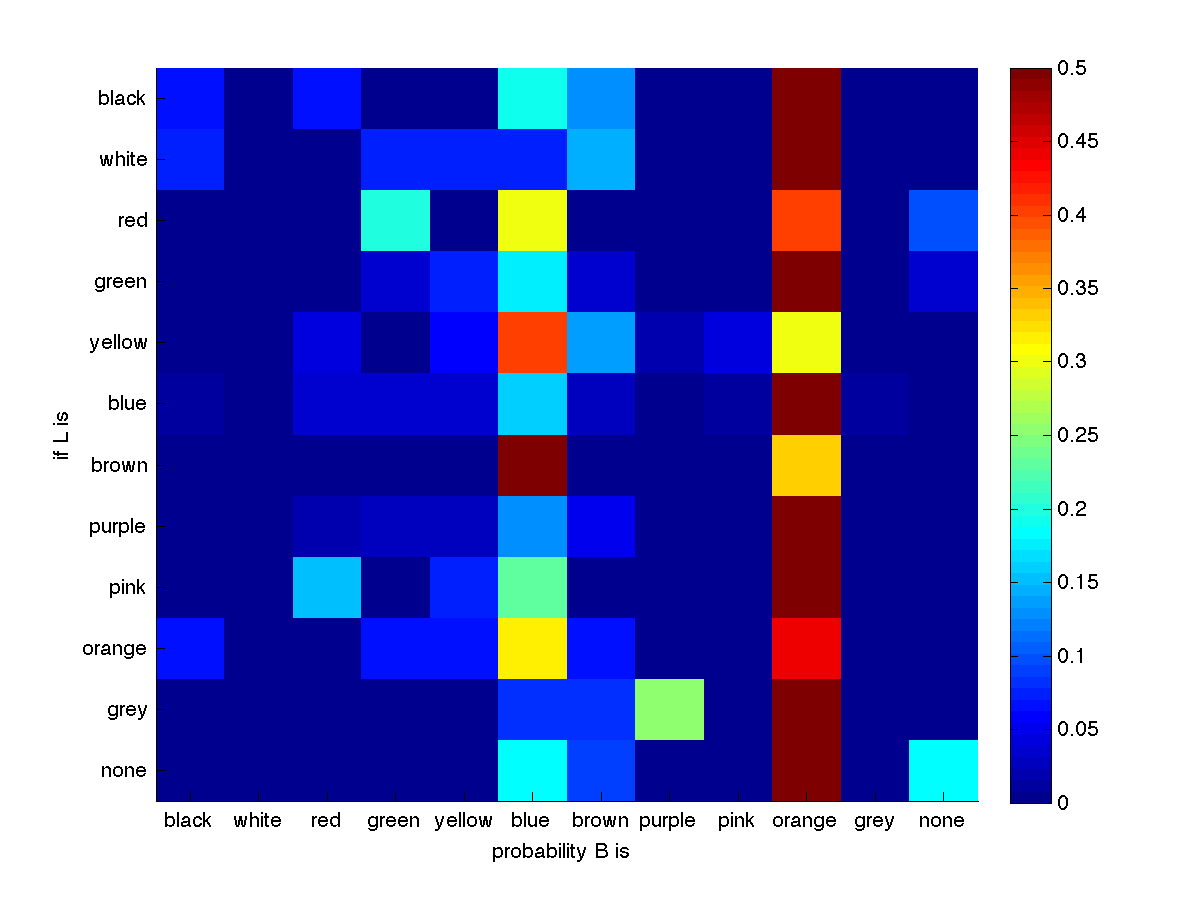 if L is
black
white
red
green
yellow
blue
brown
purple
pink
orange
grey
none
black white red green yellow blue brown purple pink orange grey none
probability B is
0.5
0.45
0.4
0.35
0.3
0.25
0.2
0.15
0.1
0.05
0